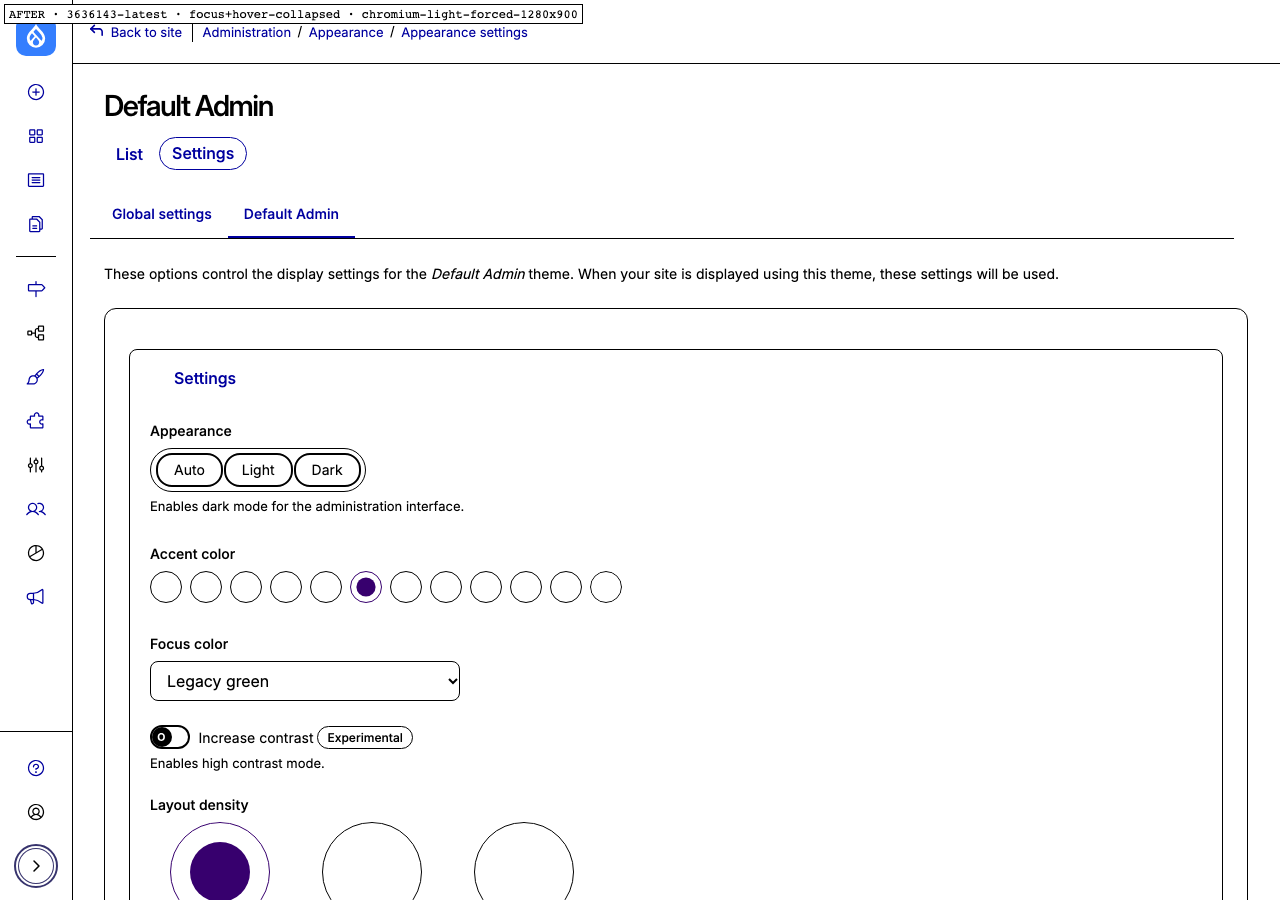 AFTER · 3636143-latest · focus+hover-collapsed · chromium-light-forced-1280x900
Back to site Administration / Appearance / Appearance settings
Default Admin
List Settings
Global settings Default Admin
These options control the display settings for the Default Admin theme. When your site is displayed using this theme, these settings will be used.
Settings
Appearance
Auto Light Dark
Enables dark mode for the administration interface.
Accent color
Focus color
Legacy green
Increase contrast Experimental
Enables high contrast mode.
Layout density